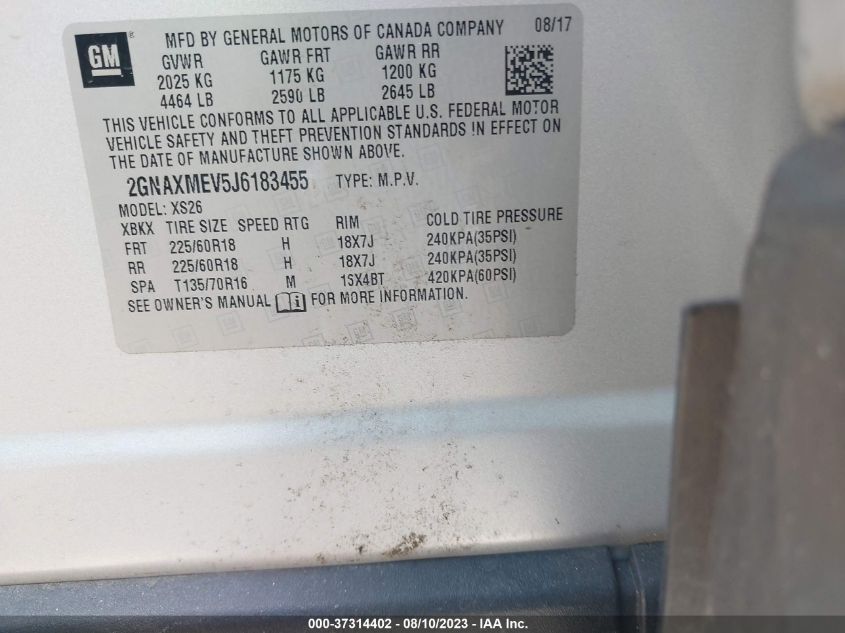 GM ® MFD BY GENERAL MOTORS OF CANADA COMPANY 08/17
GVWR GAWR FRT GAWR RR
2025 KG 1175 KG 1200 KG
4464 LB 2590 LB 2645 LB
THIS VEHICLE CONFORMS TO ALL APPLICABLE U.S. FEDERAL MOTOR
VEHICLE SAFETY AND THEFT PREVENTION STANDARDS IN EFFECT ON
THE DATE OF MANUFACTURE SHOWN ABOVE.
2GNAXMEV5J6183455 TYPE: M.P.V.
MODEL: XS26
XBKX TIRE SIZE SPEED RTG RIM COLD TIRE PRESSURE
FRT 225/60R18 H 18X7J 240KPA(35PSI)
RR 225/60R18 H 18X7J 240KPA(35PSI)
SPA T135/70R16 M 16X4BT 420KPA(60PSI)
SEE OWNER'S MANUAL i FOR MORE INFORMATION.
000-37314402 - 08/10/2023 - IAA Inc.